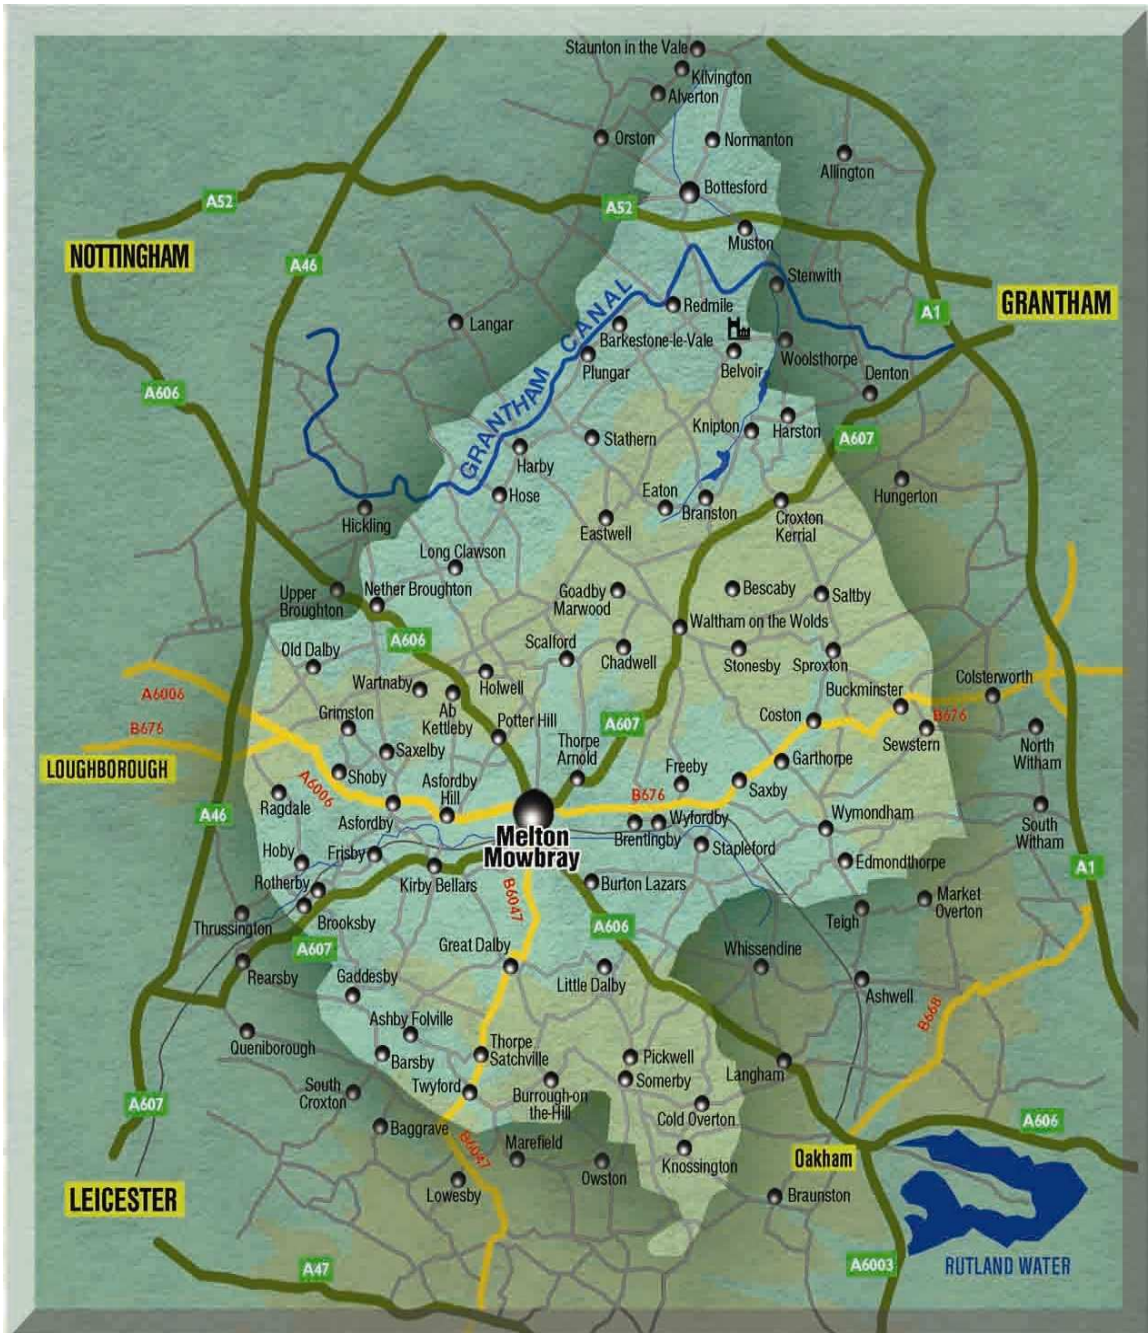 Staunton in the Vale
Kilvington
Alverton
Orston
Normanton
Allington
Bottesford
A52
A52
Muston
NOTTINGHAM
A46
Stenwith
GRANTHAM
Redmile
A1
Langar
GRANTHAM CANAL
Barkestone-le-Vale
Woolsthorpe
Plungar
Belvoir
Denton
A606
Knipton
Harston
A607
Stathern
Harby
Hungerton
Eaton
Hose
Branston
Croxton
Kerrial
Hickling
Eastwell
Long Clawson
Upper
Broughton
Nether Broughton
Goadby
Marwood
Bescaby
Saltby
Waltham on the Wolds
A606
Scalford
Old Dalby
Chadwell
Stonesby
Sproxton
Wartnaby
Holwell
Colsterworth
A6006
Buckminster
Ab
Kettleby
Grimston
Potter Hill
Coston
B676
B676
A607
Sewstern
North
Witham
Saxelby
Thorpe
Arnold
Garthorpe
LOUGHBOROUGH
Shoby
Freeby
Asfordby
Hill
A6006
Saxby
Ragdale
B676
A46
Asfordby
Wymondham
South
Witham
Melton
Mowbray
Brentingby
Wyfordby
Stapleford
Hoby
Frisby
Edmondthorpe
A1
Rotherby
Kirby Bellars
Burton Lazars
B6047
Market
Overton
Thrussington
Brooksby
Teigh
A606
A607
Great Dalby
Whissendine
Rearsby
Gaddesby
Little Dalby
Ashwell
B668
Ashby Folville
Queniborough
Barsby
Thorpe
Satchville
Pickwell
Langham
South
Croxton
Twyford
Burrough-on
the-Hill
Somerby
A607
Cold Overton
A606
Baggrave
B6047
Marefield
Oakham
Knossington
LEICESTER
Lowesby
Owston
Braunston
A47
A6003
RUTLAND WATER